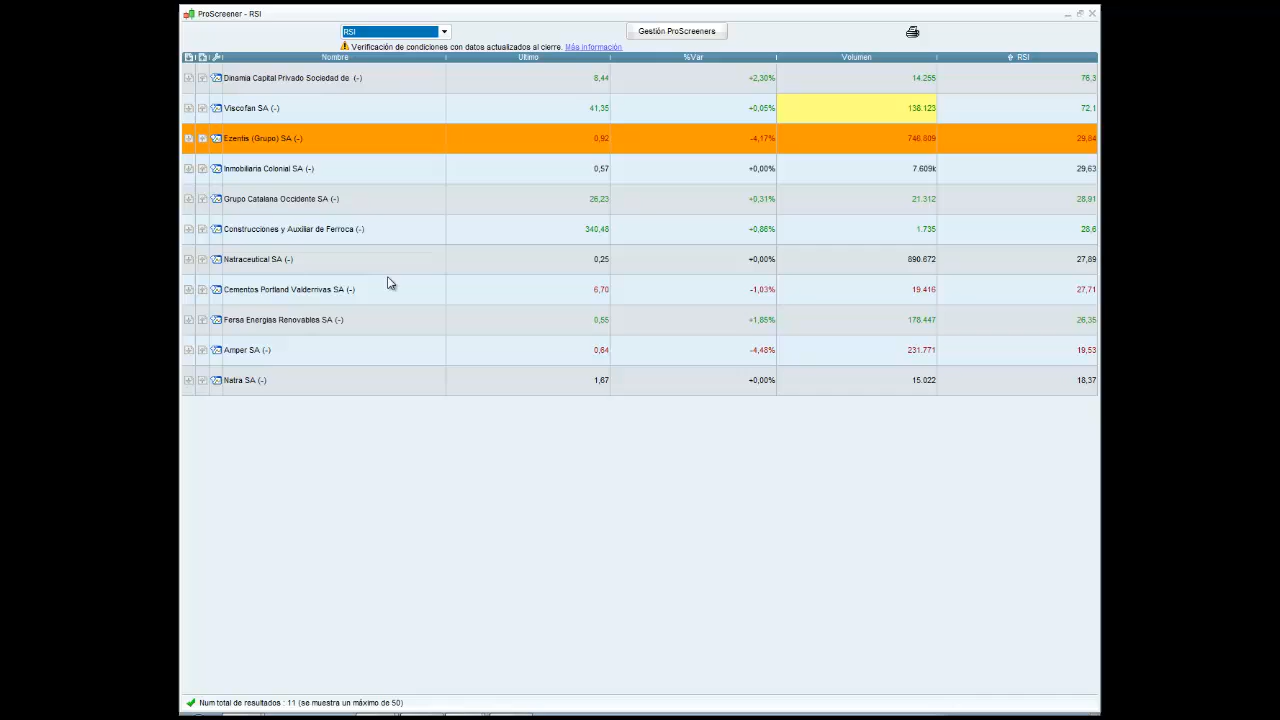 ProScreener - RSI
RSI
Gestión ProScreeners
Verificación de condiciones con datos actualizados al cierre. Más información
Nombre Último %Var Volumen RSI
Dinamia Capital Privado Sociedad de (-) 8,44 +2,30% 14.255 76,3
Viscofan SA (-) 41,35 +0,05% 138.123 72,1
Ezentis (Grupo) SA (-) 0,92 -4,17% 746.809 29,84
Inmobiliaria Colonial SA (-) 0,57 +0,00% 7.609k 29,63
Grupo Catalana Occidente SA (-) 26,23 +0,31% 21.312 28,91
Construcciones y Auxiliar de Ferroca (-) 340,48 +0,86% 1.735 28,6
Natraceutical SA (-) 0,25 +0,00% 890.672 27,89
Cementos Portland Valderrivas SA (-) 6,70 -1,03% 19.416 27,71
Fersa Energias Renovables SA (-) 0,55 +1,85% 178.447 26,35
Amper SA (-) 0,64 -4,48% 231.771 19,53
Natra SA (-) 1,67 +0,00% 15.022 18,37
Num total de resultados : 11 (se muestra un máximo de 50)